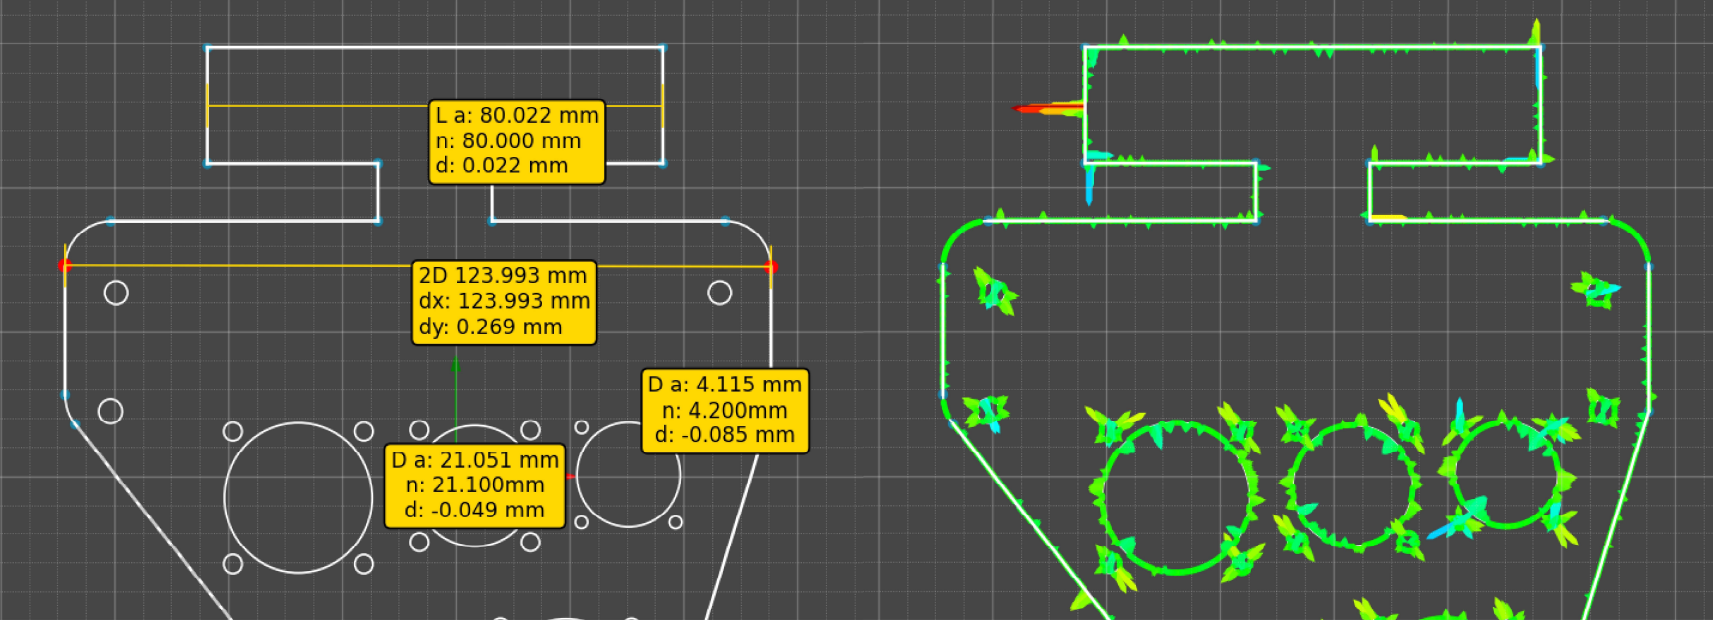 L a: 80.022 mm
n: 80.000 mm
d: 0.022 mm
2D 123.993 mm
dx: 123.993 mm
dy: 0.269 mm
D a: 4.115 mm
n: 4.200mm
d: -0.085 mm
D a: 21.051 mm
n: 21.100mm
d: -0.049 mm